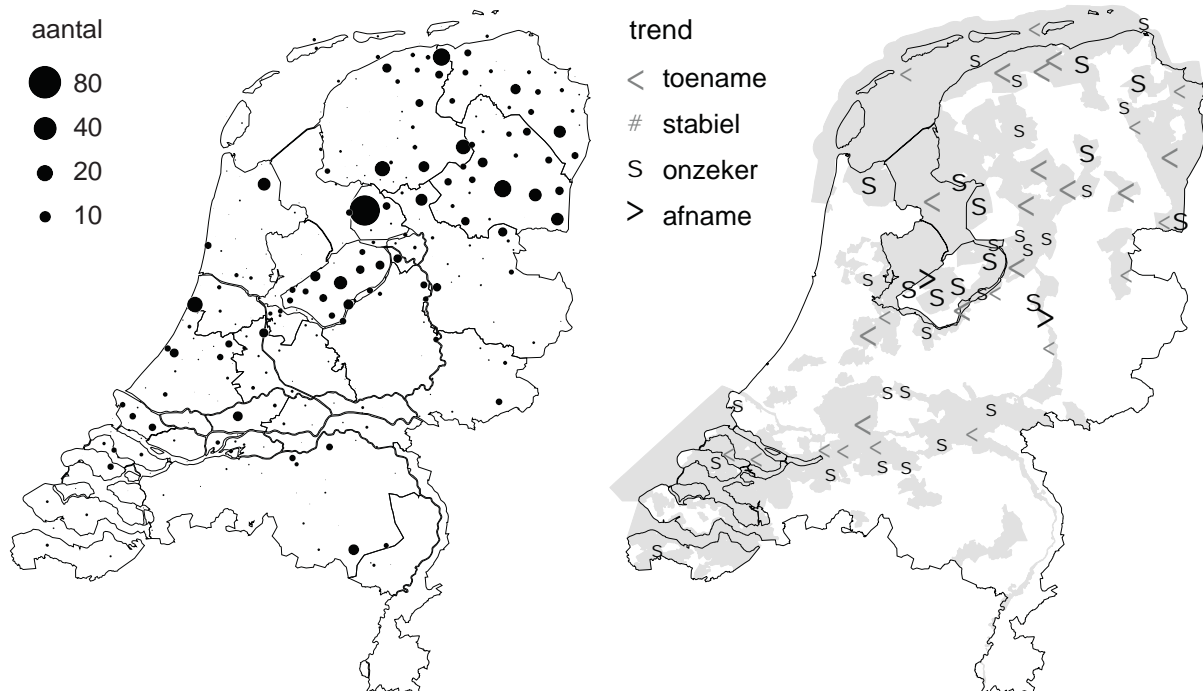 aantal
80
40
20
10
trend
< toename
# stabiel
S onzeker
> afname